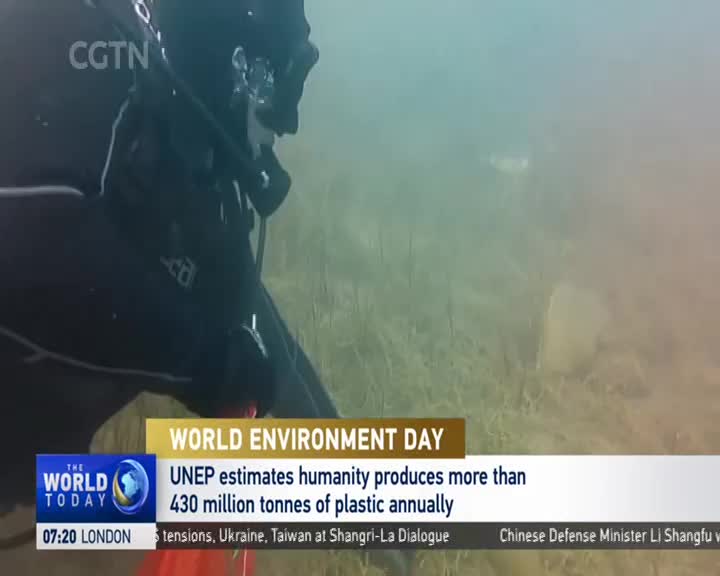 CGTN
WORLD ENVIRONMENT DAY
UNEP estimates humanity produces more than
430 million tonnes of plastic annually
THE
WORLD
TODAY
07:20 LONDON
tensions, Ukraine, Taiwan at Shangri-La Dialogue Chinese Defense Minister Li Shangfu